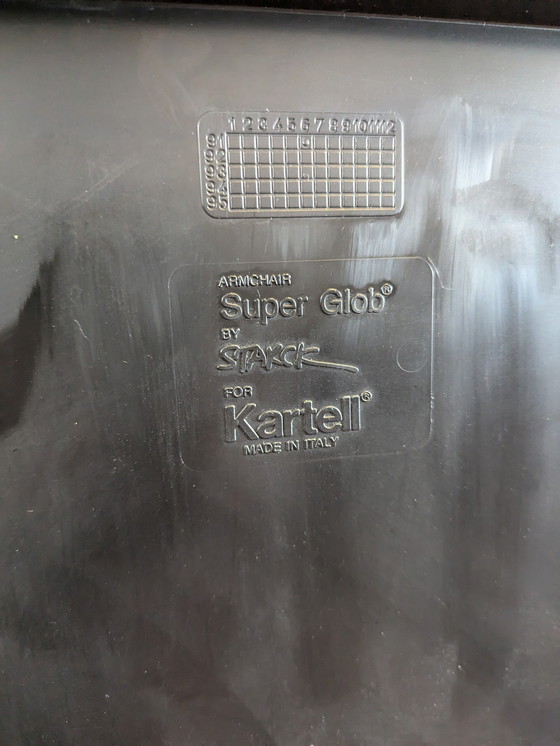 1 2 3 4 5 6 7 8 9 10 11 12
91
92
93
94
95
ARMCHAIR
Super Glob®
BY
STARCK
FOR
Kartell®
MADE IN ITALY